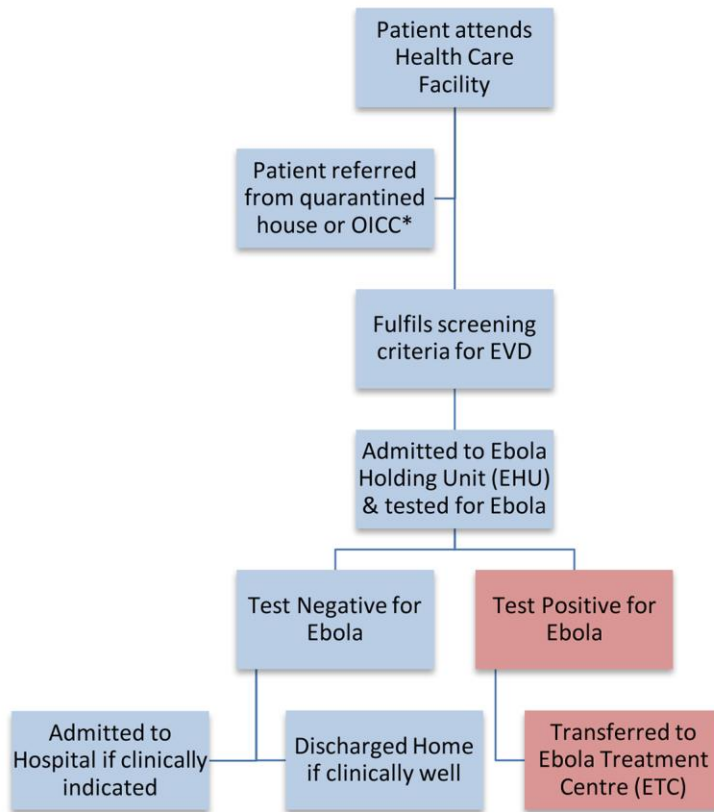 Patient attends
Health Care
Facility
Patient referred
from quarantined
house or OICC*
Fulfils screening
criteria for EVD
Admitted to Ebola
Holding Unit (EHU)
& tested for Ebola
Test Negative for
Ebola
Test Positive for
Ebola
Admitted to
Hospital if clinically
indicated
Discharged Home
if clinically well
Transferred to
Ebola Treatment
Centre (ETC)